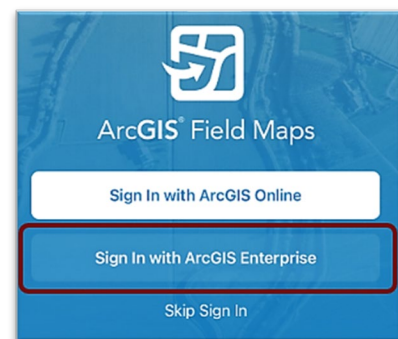 ArcGIS® Field Maps
Sign In with ArcGIS Online
Sign In with ArcGIS Enterprise
Skip Sign In